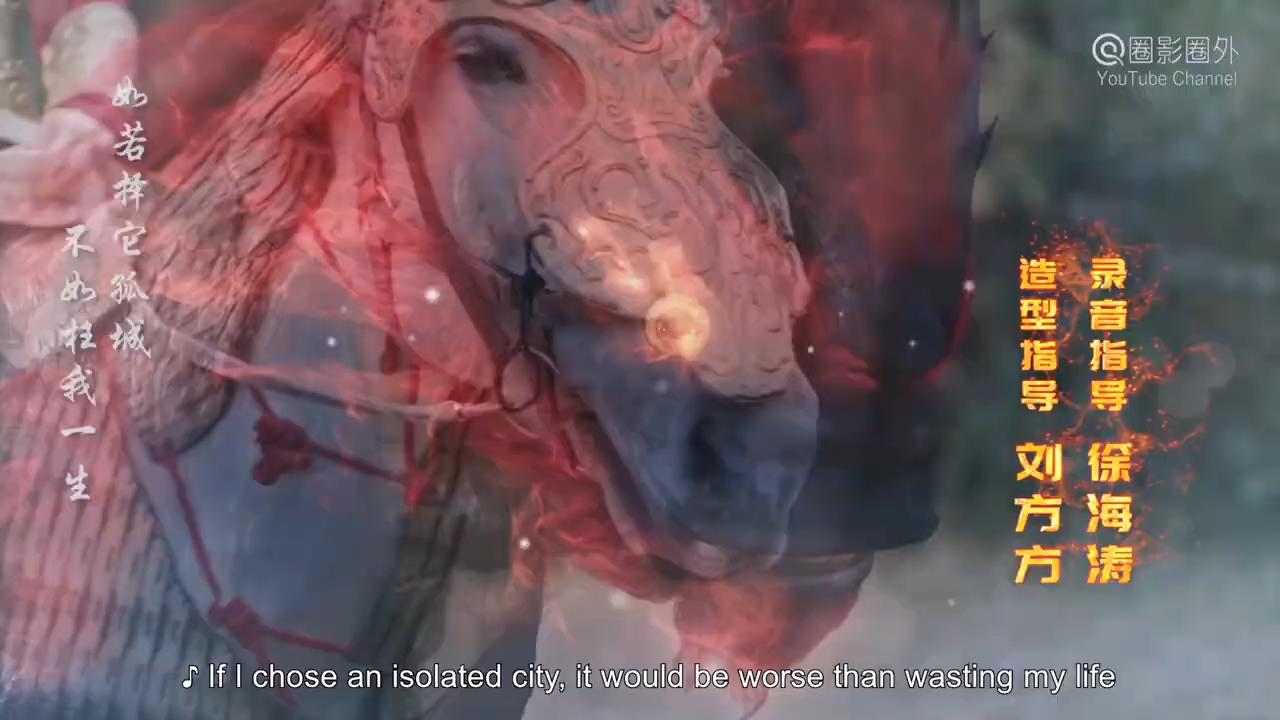 圈影圈外
YouTube Channel
如若择它孤城
不如枉我一生
录音指导 徐海涛
造型指导 刘方方
♪ If I chose an isolated city, it would be worse than wasting my life